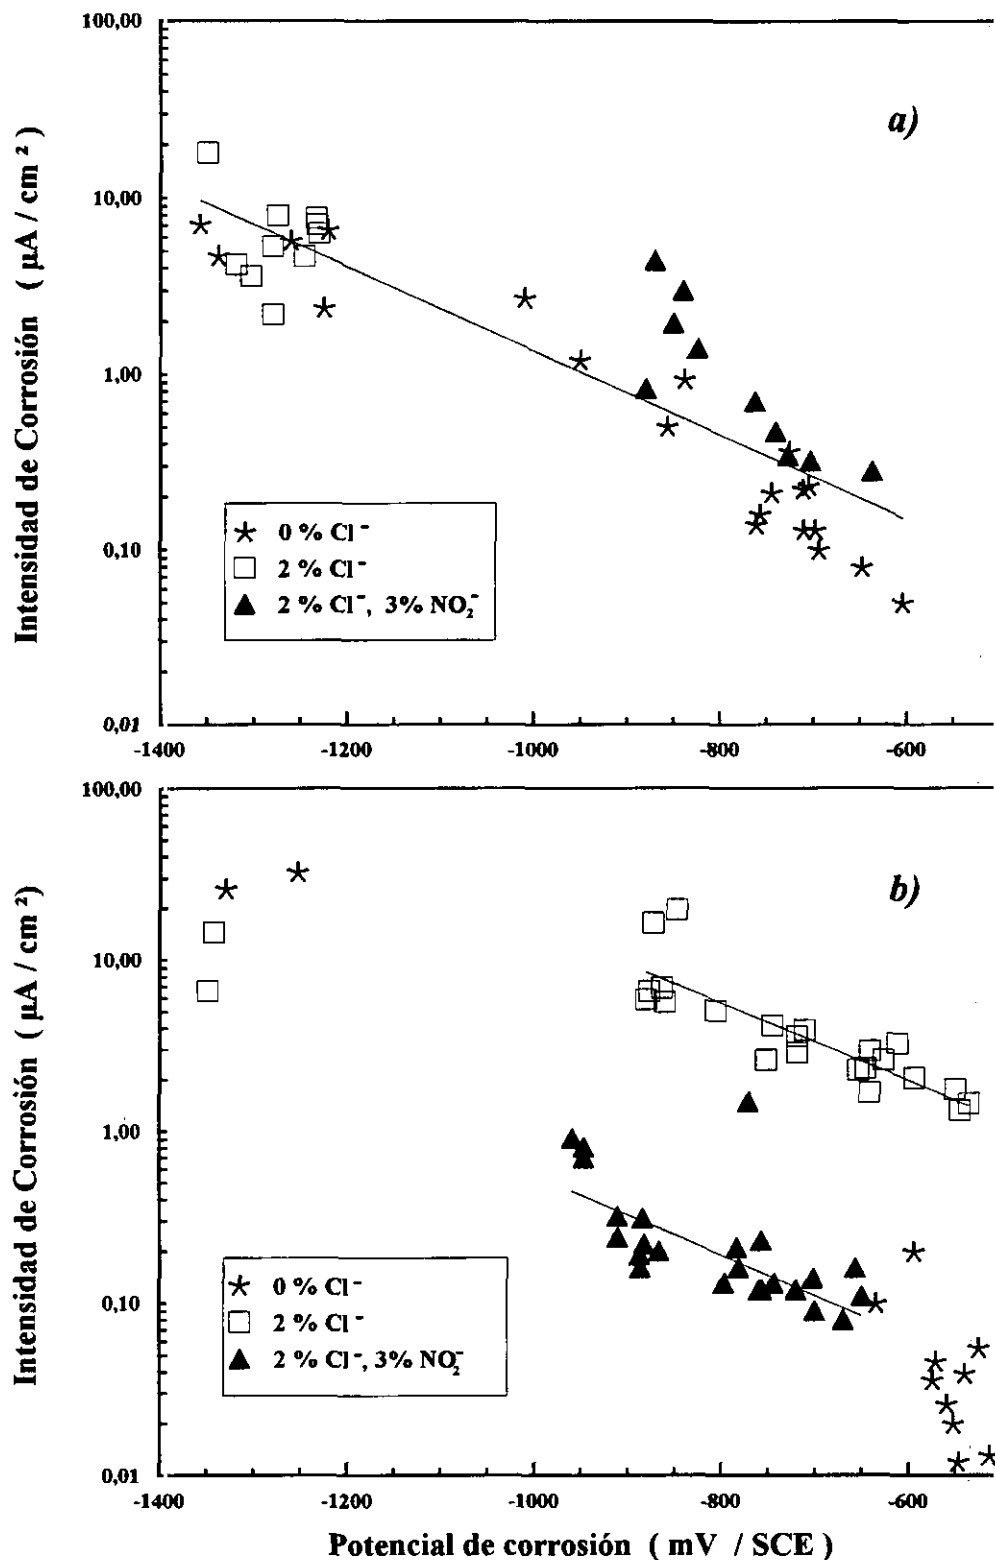 100,00
a)
10,00
1,00
0,10
0,01
Intensidad de Corrosión ( μA / cm ² )
0 % Cl⁻
2 % Cl⁻
2 % Cl⁻, 3% NO₂⁻
-1400 -1200 -1000 -800 -600
100,00
b)
10,00
1,00
0,10
0,01
Intensidad de Corrosión ( μA / cm ²)
0 % Cl⁻
2 % Cl⁻
2 % Cl⁻, 3% NO₂⁻
-1400 -1200 -1000 -800 -600
Potencial de corrosión ( mV / SCE )